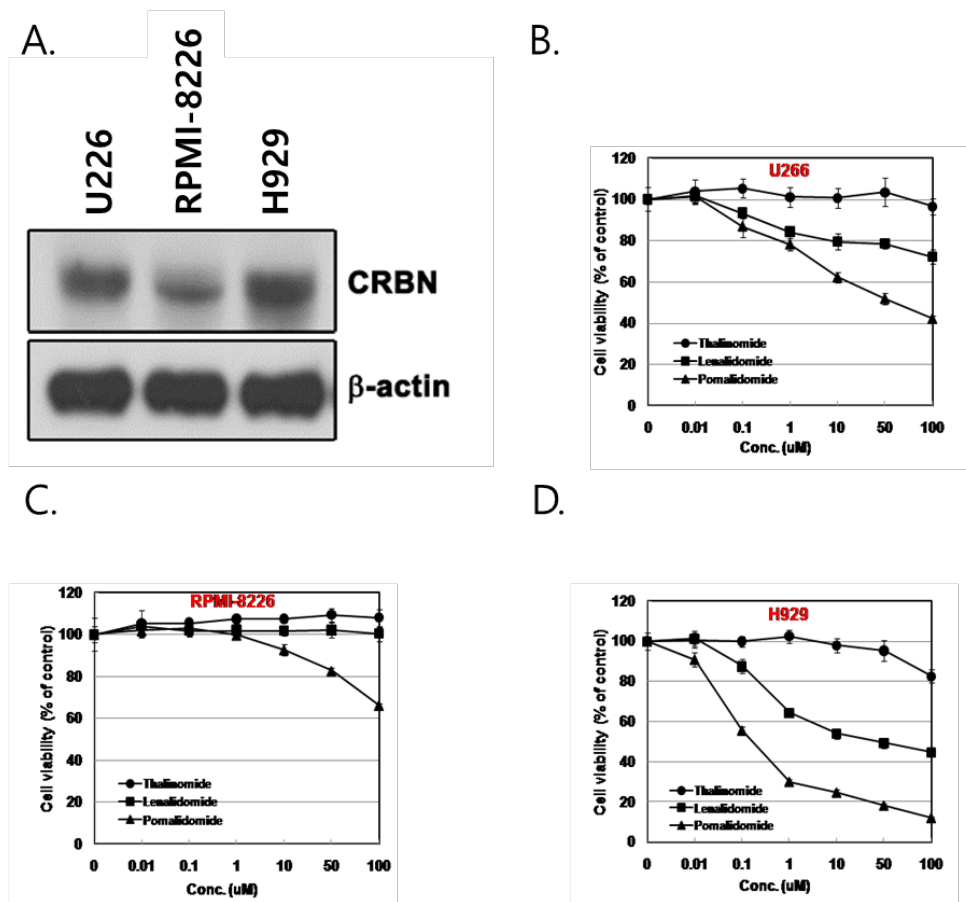 A.
U226
RPMI-8226
H929
CRBN
β-actin
B.
U266
Cell viability (% of control)
120
100
80
60
40
20
0
Thalinomide
Lenalidomide
Pomalidomide
0 0.01 0.1 1 10 50 100
Conc. (uM)
C.
RPMI-8226
Cell viability (% of control)
120
100
80
60
40
20
0
Thalinomide
Lenalidomide
Pomalidomide
0 0.01 0.1 1 10 50 100
Conc. (uM)
D.
H929
Cell viability (% of control)
120
100
80
60
40
20
0
Thalinomide
Lenalidomide
Pomalidomide
0 0.01 0.1 1 10 50 100
Conc. (uM)